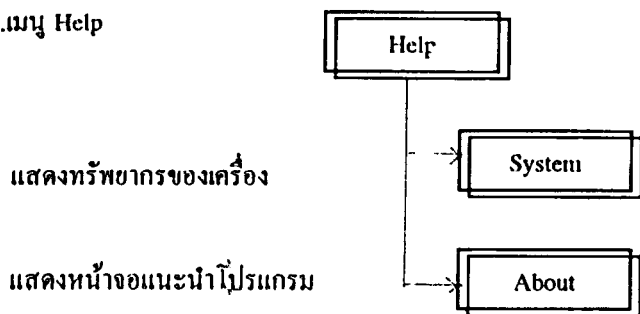 .เมนู Help
Help
System
แสดงทรัพยากรของเครื่อง
แสดงหน้าจอแนะนำโปรแกรม
About